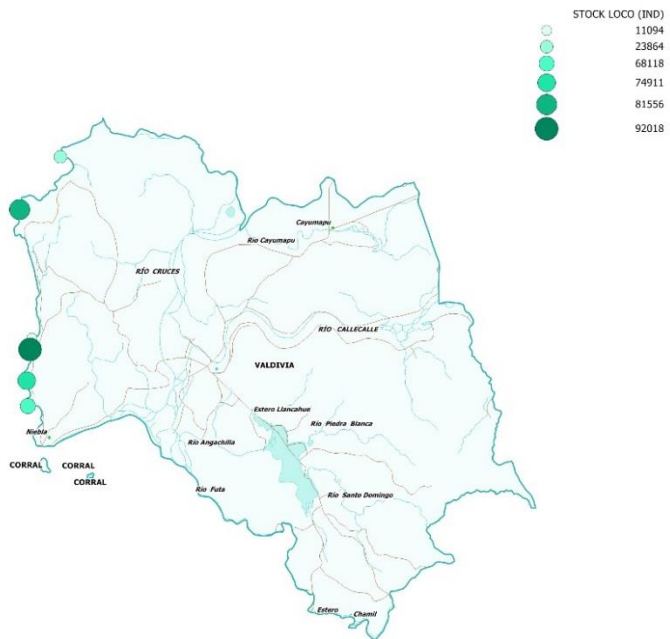 STOCK LOCO (IND)
11094
23864
68118
74911
81556
92018
Cayumapu
Río Cayumapu
RÍO CRUCES
RÍO CALLECALLE
VALDIVIA
Estero Llancahue
Río Piedra Blanca
Niebla
Río Angachilla
CORRAL
CORRAL
CORRAL
Río Futa
Río Santo Domingo
Estero Chamil